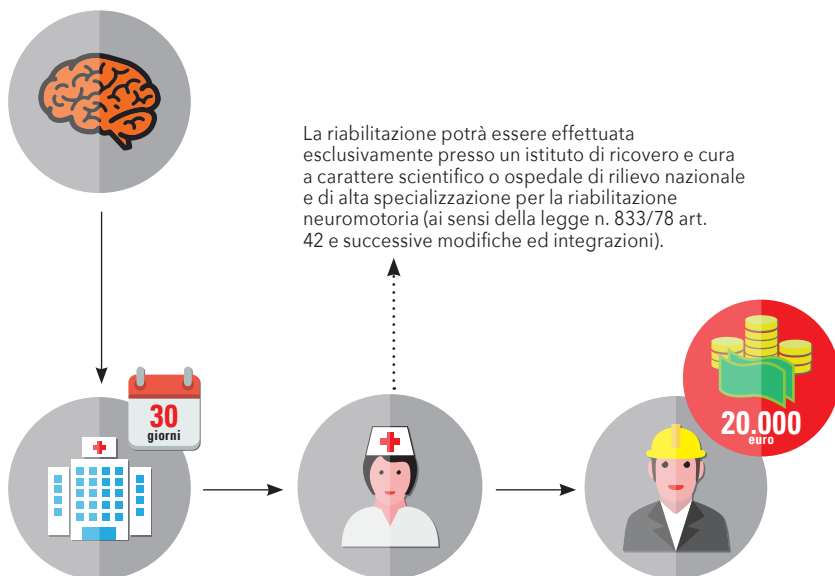 La riabilitazione potrà essere effettuata
esclusivamente presso un istituto di ricovero e cura
a carattere scientifico o ospedale di rilievo nazionale
e di alta specializzazione per la riabilitazione
neuromotoria (ai sensi della legge n. 833/78 art.
42 e successive modifiche ed integrazioni).
30
giorni
20.000
euro